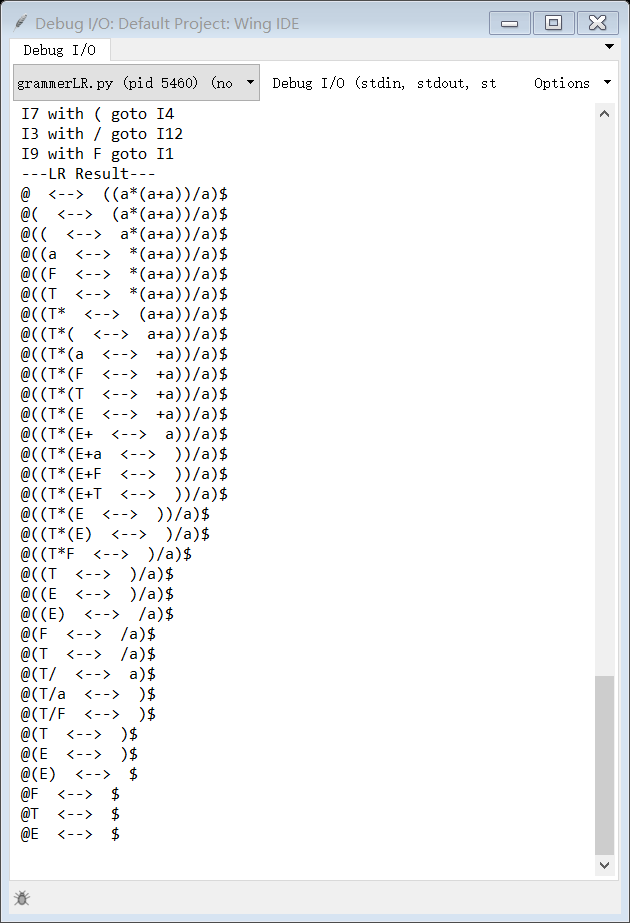 Debug I/O: Default Project: Wing IDE
Debug I/O
grammerLR.py (pid 5460) (no Debug I/O (stdin, stdout, st Options
I7 with ( goto I4
I3 with / goto I12
I9 with F goto I1
---LR Result---
@  <-->  ((a*(a+a))/a)$
@(  <-->  (a*(a+a))/a)$
@((  <-->  a*(a+a))/a)$
@((a  <-->  *(a+a))/a)$
@((F  <-->  *(a+a))/a)$
@((T  <-->  *(a+a))/a)$
@((T*  <-->  (a+a))/a)$
@((T*(  <-->  a+a))/a)$
@((T*(a  <-->  +a))/a)$
@((T*(F  <-->  +a))/a)$
@((T*(T  <-->  +a))/a)$
@((T*(E  <-->  +a))/a)$
@((T*(E+  <-->  a))/a)$
@((T*(E+a  <-->  ))/a)$
@((T*(E+F  <-->  ))/a)$
@((T*(E+T  <-->  ))/a)$
@((T*(E  <-->  ))/a)$
@((T*(E)  <-->  )/a)$
@((T*F  <-->  )/a)$
@((T  <-->  )/a)$
@((E  <-->  )/a)$
@((E)  <-->  /a)$
@(F  <-->  /a)$
@(T  <-->  /a)$
@(T/  <-->  a)$
@(T/a  <-->  )$
@(T/F  <-->  )$
@(T  <-->  )$
@(E  <-->  )$
@(E)  <-->  $
@F  <-->  $
@T  <-->  $
@E  <-->  $